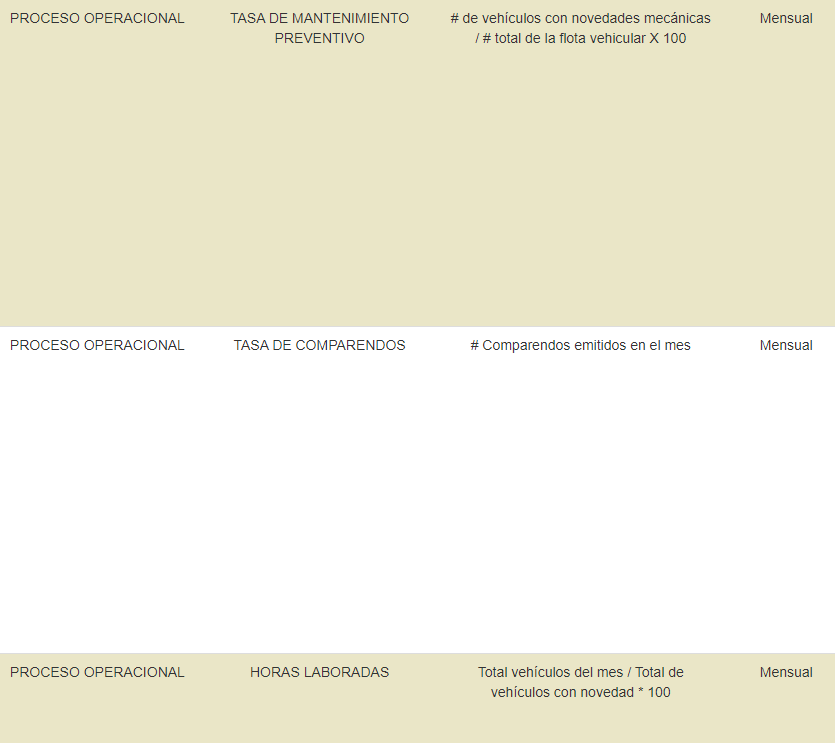 PROCESO OPERACIONAL TASA DE MANTENIMIENTO # de vehículos con novedades mecánicas Mensual
PREVENTIVO / # total de la flota vehicular X 100
PROCESO OPERACIONAL TASA DE COMPARENDOS # Comparendos emitidos en el mes Mensual
PROCESO OPERACIONAL HORAS LABORADAS Total vehículos del mes / Total de Mensual
vehículos con novedad * 100